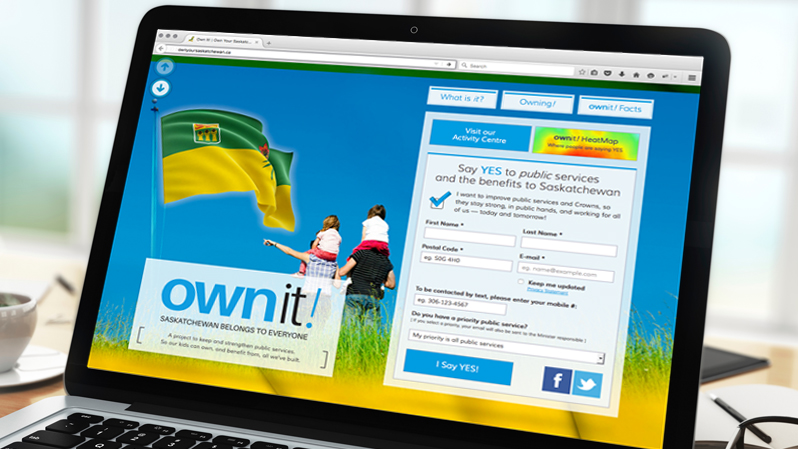 Own It! | Own Your Saskatc...
ownyoursaskatchewan.ca
Search
What is it?
Owning!
ownit! Facts
Visit our
Activity Centre
ownit! HeatMap
Where people are saying YES
Say YES to public services
and the benefits to Saskatchewan
I want to improve public services and Crowns, so
they stay strong, in public hands, and working for all
of us — today and tomorrow!
First Name *
Last Name *
Postal Code *
E-mail *
eg. S0G 4H0
eg. name@example.com
Keep me updated
Privacy Statement
To be contacted by text, please enter your mobile #:
eg. 306-123-4567
Do you have a priority public service?
( If you select a priority, your email will also be sent to the Minister responsible )
My priority is all public services
I Say YES!
f
ownit!
SASKATCHEWAN BELONGS TO EVERYONE
A project to keep and strengthen public services.
So our kids can own, and benefit from, all we've built.